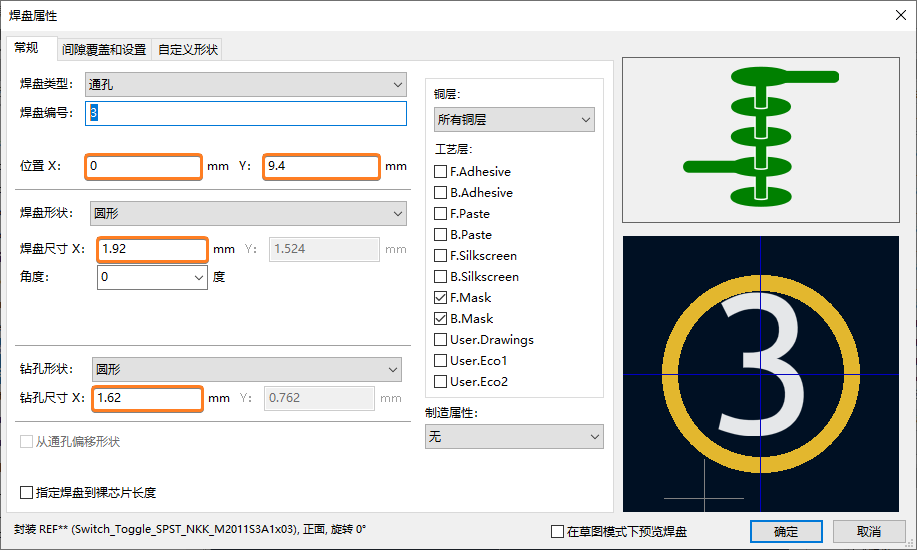 焊盘属性
常规 间隙覆盖和设置 自定义形状
焊盘类型: 通孔
焊盘编号: 3
位置 X: 0 mm Y: 9.4 mm
焊盘形状: 圆形
焊盘尺寸 X: 1.92 mm Y: 1.524 mm
角度: 0 度
钻孔形状: 圆形
钻孔尺寸 X: 1.62 mm Y: 0.762 mm
从通孔偏移形状
指定焊盘到裸芯片长度
铜层:
所有铜层
工艺层:
F.Adhesive
B.Adhesive
F.Paste
B.Paste
F.Silkscreen
B.Silkscreen
F.Mask
B.Mask
User.Drawings
User.Eco1
User.Eco2
制造属性:
无
3
封装 REF** (Switch_Toggle_SPST_NKK_M2011S3A1x03), 正面, 旋转 0°
在草图模式下预览焊盘 确定 取消